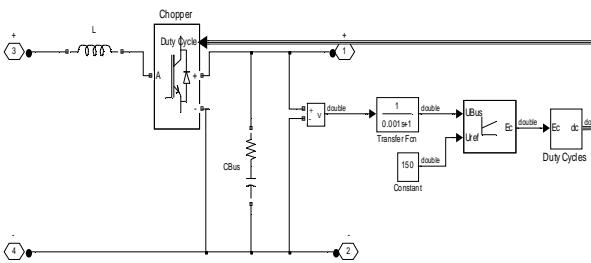 Chopper
L
+
+
3
Duty Cycle
1
A
+
-
+
-
v
double
1
0.001s+1
double
Transfer Fcn
UBus
Uref
Ec
double
Ec
dc
do
Duty Cycles
150
double
Constant
CBus
-
-
4
2